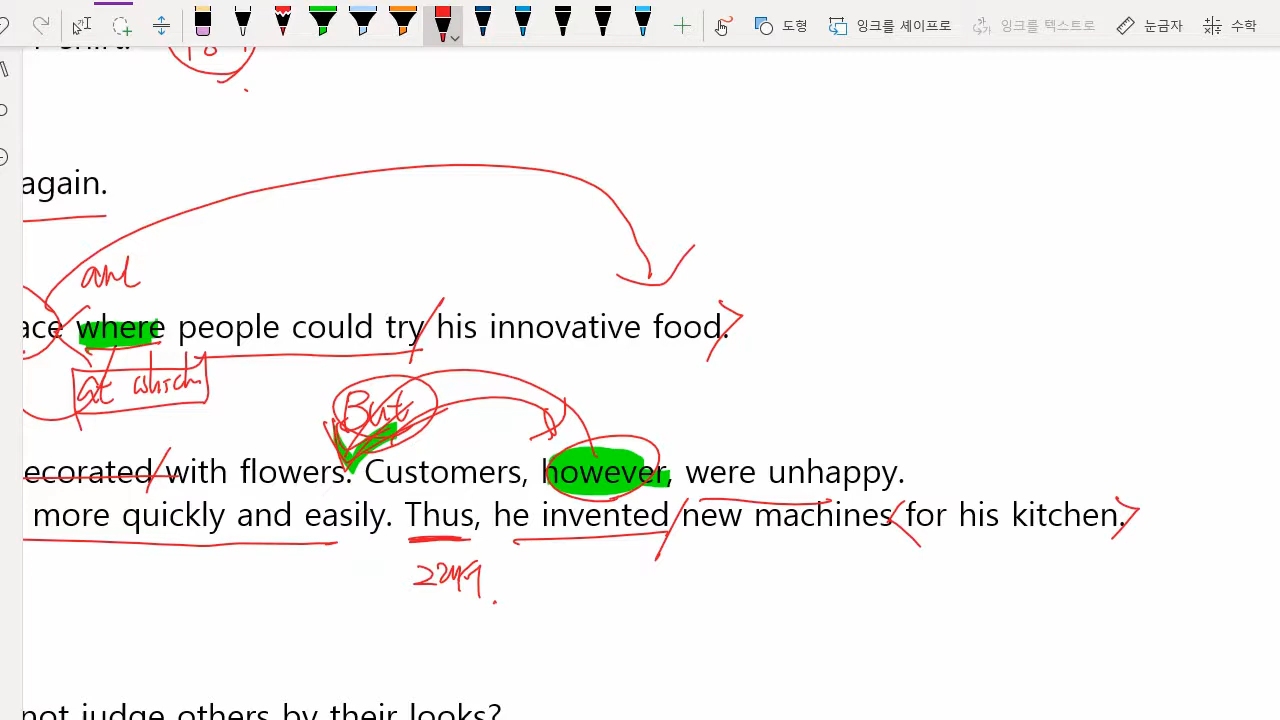 도형 잉크를 셰이프로 잉크를 텍스트로 눈금자 수학
again.
and
ace where people could try his innovative food.
at which
But
ecorated with flowers. Customers, however, were unhappy.
more quickly and easily. Thus, he invented new machines for his kitchen.
not judge others by their looks?